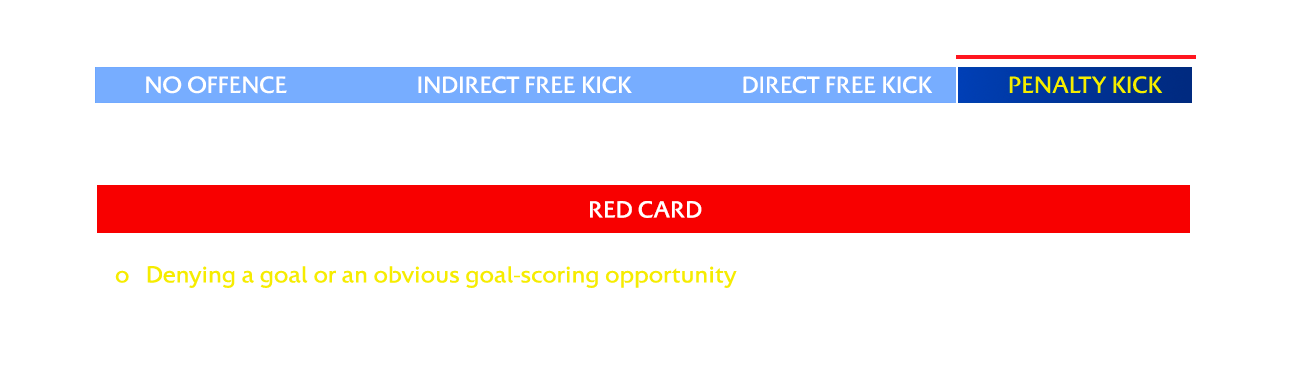 NO OFFENCE INDIRECT FREE KICK DIRECT FREE KICK PENALTY KICK
RED CARD
o Denying a goal or an obvious goal-scoring opportunity